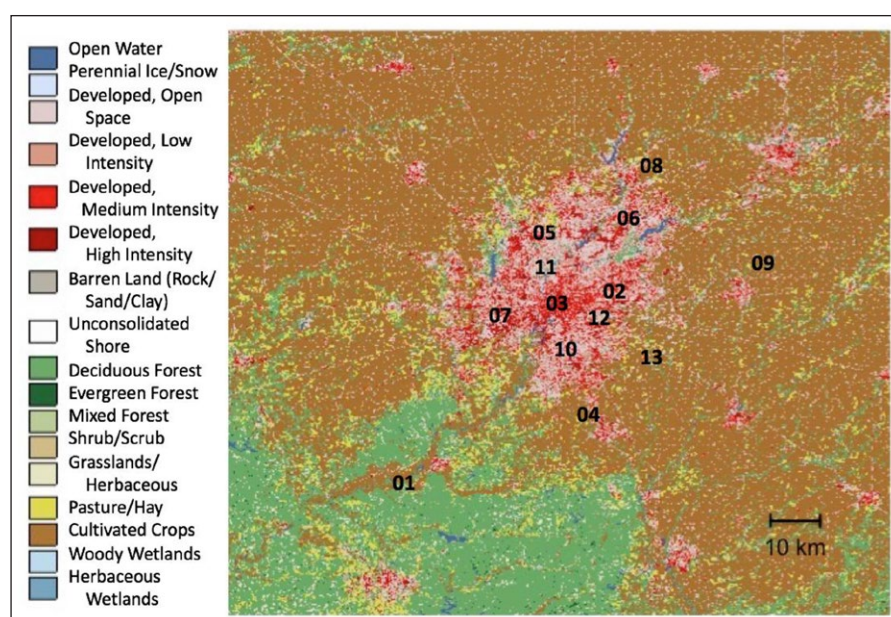 Open Water
Perennial Ice/Snow
Developed, Open
Space
Developed, Low
Intensity
Developed,
Medium Intensity
Developed,
High Intensity
Barren Land (Rock/
Sand/Clay)
Unconsolidated
Shore
Deciduous Forest
Evergreen Forest
Mixed Forest
Shrub/Scrub
Grasslands/
Herbaceous
Pasture/Hay
Cultivated Crops
Woody Wetlands
Herbaceous
Wetlands
08
06
05
09
11
02
03
07
12
10
13
04
01
10 km